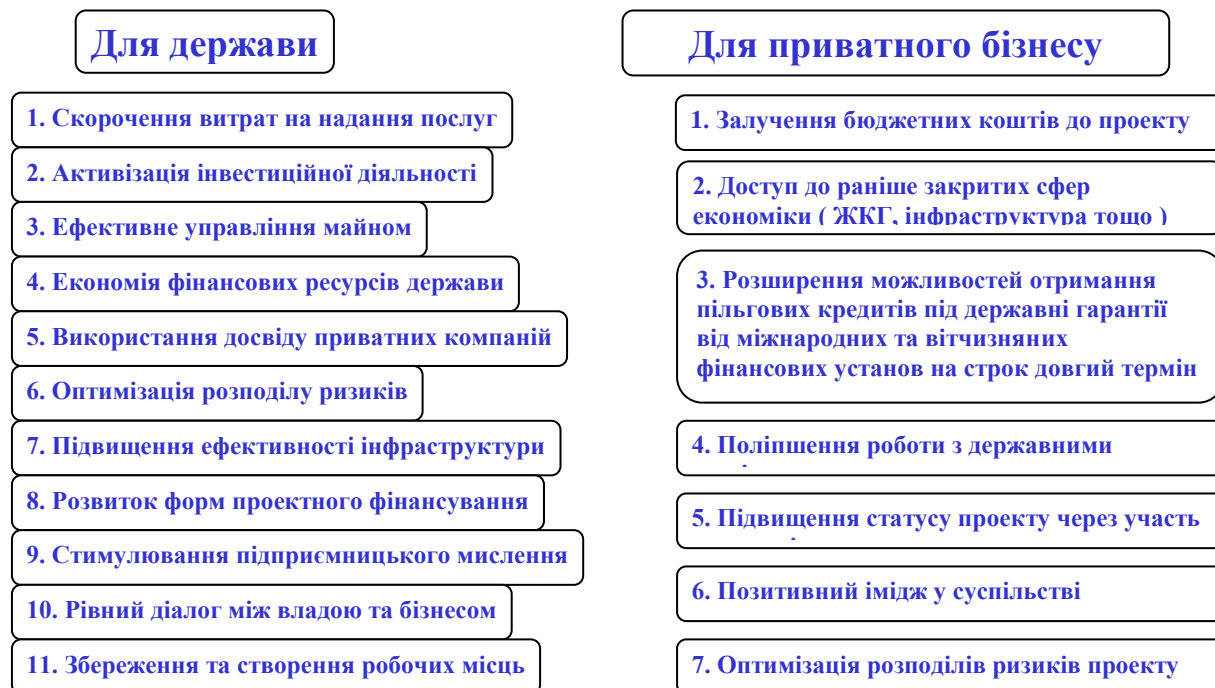 Для держави
1. Скорочення витрат на надання послуг
2. Активізація інвестиційної діяльності
3. Ефективне управління майном
4. Економія фінансових ресурсів держави
5. Використання досвіду приватних компаній
6. Оптимізація розподілу ризиків
7. Підвищення ефективності інфраструктури
8. Розвиток форм проектного фінансування
9. Стимулювання підприємницького мислення
10. Рівний діалог між владою та бізнесом
11. Збереження та створення робочих місць
Для приватного бізнесу
1. Залучення бюджетних коштів до проекту
2. Доступ до раніше закритих сфер
економіки ( ЖКГ, інфраструктура тощо )
3. Розширення можливостей отримання
пільгових кредитів під державні гарантії
від міжнародних та вітчизняних
фінансових установ на строк довгий термін
4. Поліпшення роботи з державними
5. Підвищення статусу проекту через участь
6. Позитивний імідж у суспільстві
7. Оптимізація розподілів ризиків проекту